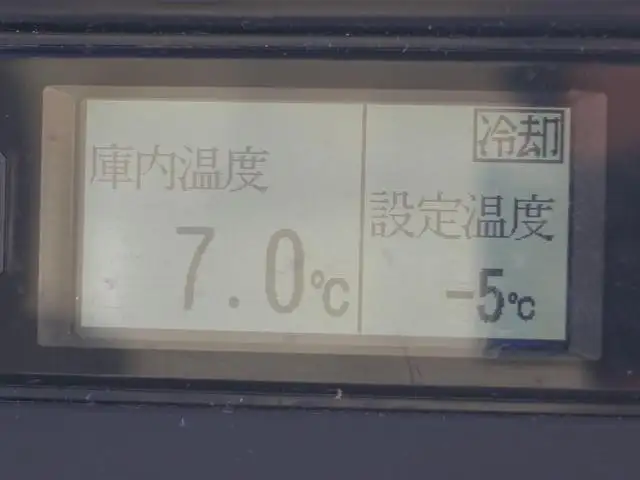 庫内温度
7.0℃
冷却
設定温度
-5℃